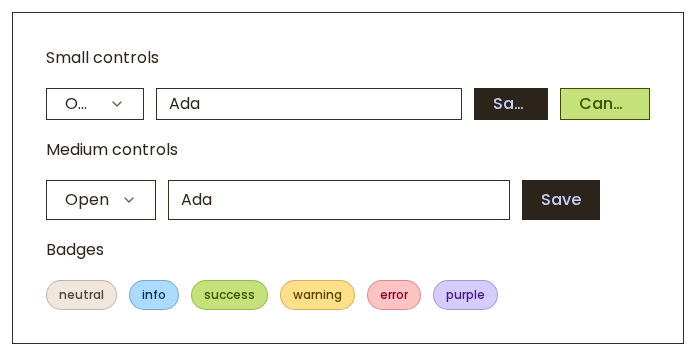 Small controls
O... Ada Sa... Can...
Medium controls
Open Ada Save
Badges
neutral info success warning error purple